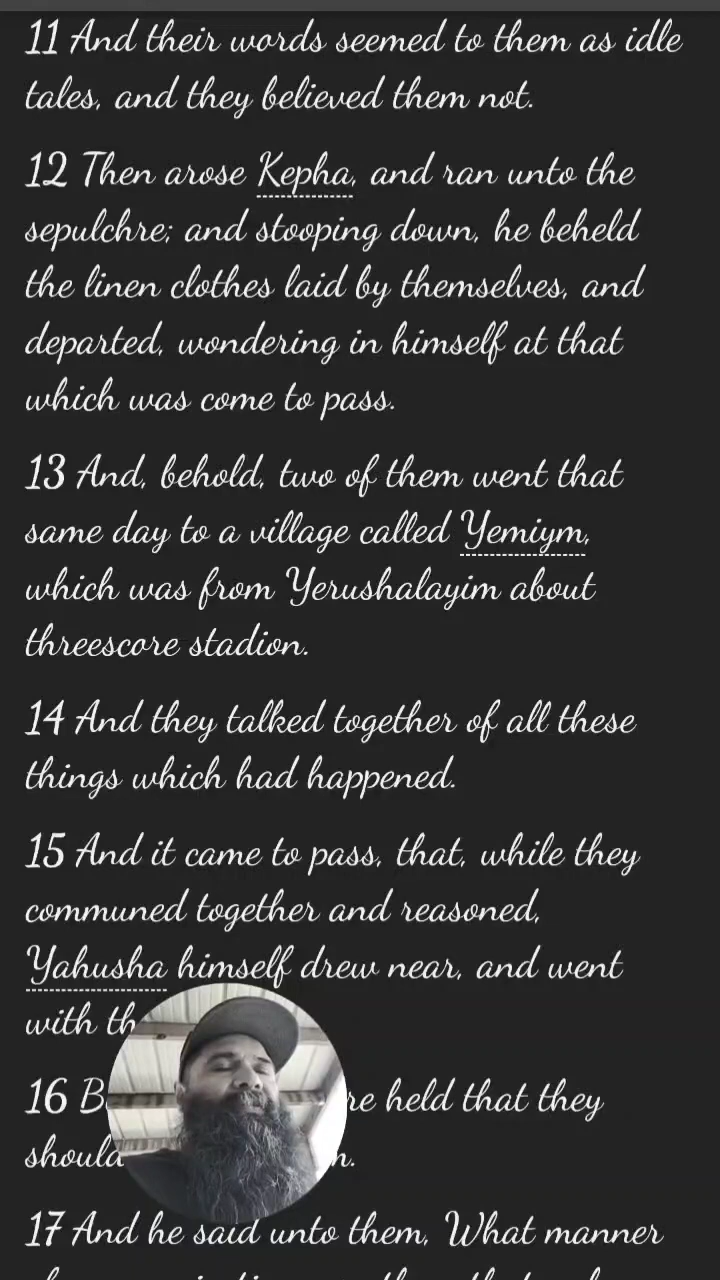 11 And their words seemed to them as idle
tales, and they believed them not.
12 Then arose Kepha, and ran unto the
sepulchre; and stooping down, he beheld
the linen clothes laid by themselves, and
departed, wondering in himself at that
which was come to pass.
13 And, behold, two of them went that
same day to a village called Yemiym,
which was from Yerushalayim about
threescore stadion.
14 And they talked together of all these
things which had happened.
15 And it came to pass, that, while they
communed together and reasoned,
Yahusha himself drew near, and went
with
16 held that they
17 And he said unto them, What manner